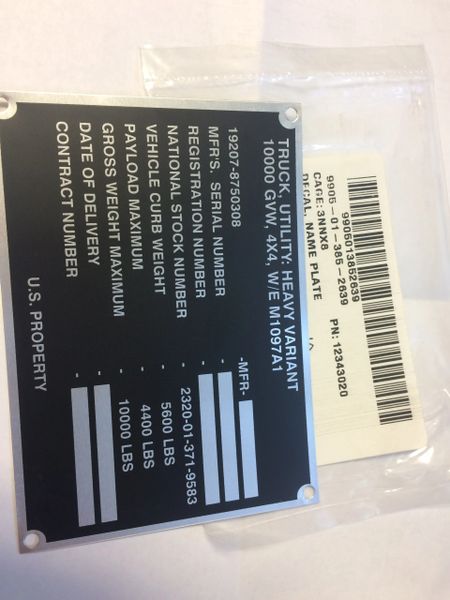 TRUCK, UTILITY: HEAVY VARIANT
10000 GVW, 4X4, W/E M1097A1
-MFR-
19207-8750308
MFR'S. SERIAL NUMBER -
REGISTRATION NUMBER -
NATIONAL STOCK NUMBER - 2320-01-371-9583
VEHICLE CURB WEIGHT - 5600 LBS
PAYLOAD MAXIMUM - 4400 LBS
GROSS WEIGHT MAXIMUM - 10000 LBS
DATE OF DELIVERY -
CONTRACT NUMBER -
U.S. PROPERTY
9905013852639
9905-01-385-2639 PN: 12343020
CAGE: 3NNX8
DECAL, NAME PLATE